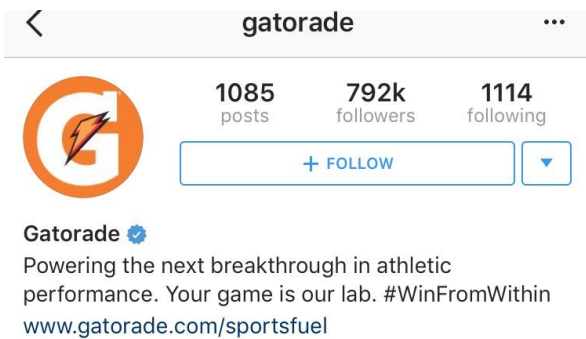 gatorade
1085 792k 1114
posts followers following
+ FOLLOW
G
Gatorade
Powering the next breakthrough in athletic
performance. Your game is our lab. #WinFromWithin
www.gatorade.com/sportsfuel